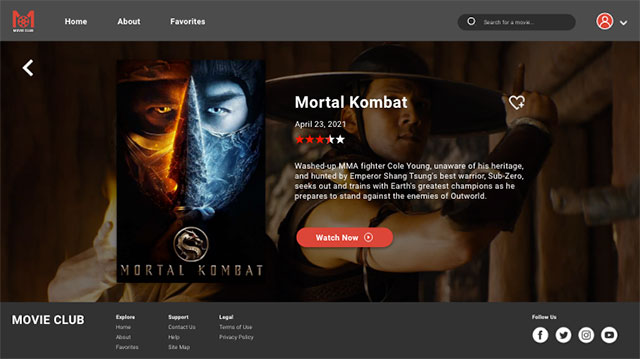 MOVIE CLUB
Home
About
Favorites
Search for a movie...
Mortal Kombat
April 23, 2021
Washed-up MMA fighter Cole Young, unaware of his heritage,
and hunted by Emperor Shang Tsung's best warrior, Sub-Zero,
seeks out and trains with Earth's greatest champions as he
prepares to stand against the enemies of Outworld.
Watch Now
MORTAL KOMBAT
MOVIE CLUB
Explore
Home
About
Favorites
Support
Contact Us
Help
Site Map
Legal
Terms of Use
Privacy Policy
Follow Us